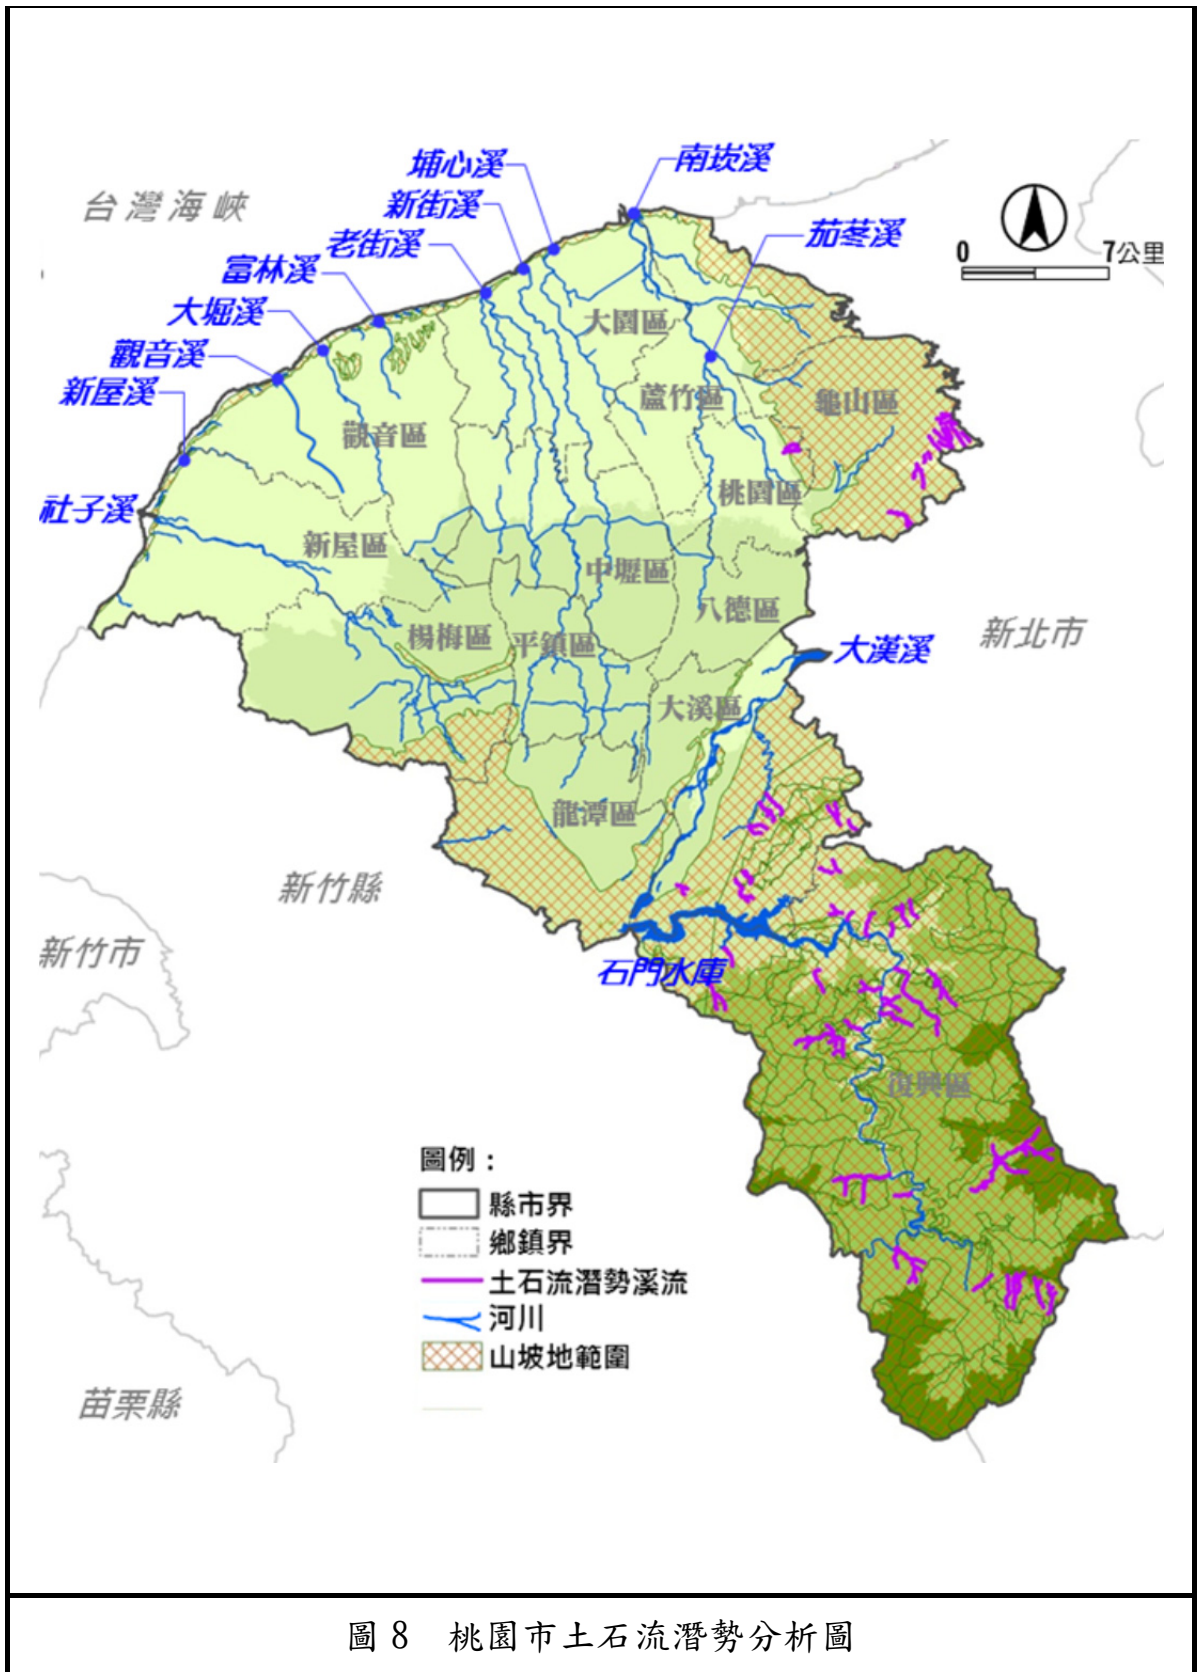 台灣海峽
埔心溪
南崁溪
新街溪
老街溪
茄苳溪
富林溪
大堀溪
觀音溪
新屋溪
社子溪
0 7公里
大園區
蘆竹區
龜山區
觀音區
桃園區
新屋區
中壢區
八德區
楊梅區
平鎮區
大漢溪
新北市
大溪區
龍潭區
新竹縣
新竹市
石門水庫
復興區
苗栗縣
圖例：
縣市界
鄉鎮界
土石流潛勢溪流
河川
山坡地範圍
圖 8 桃園市土石流潛勢分析圖